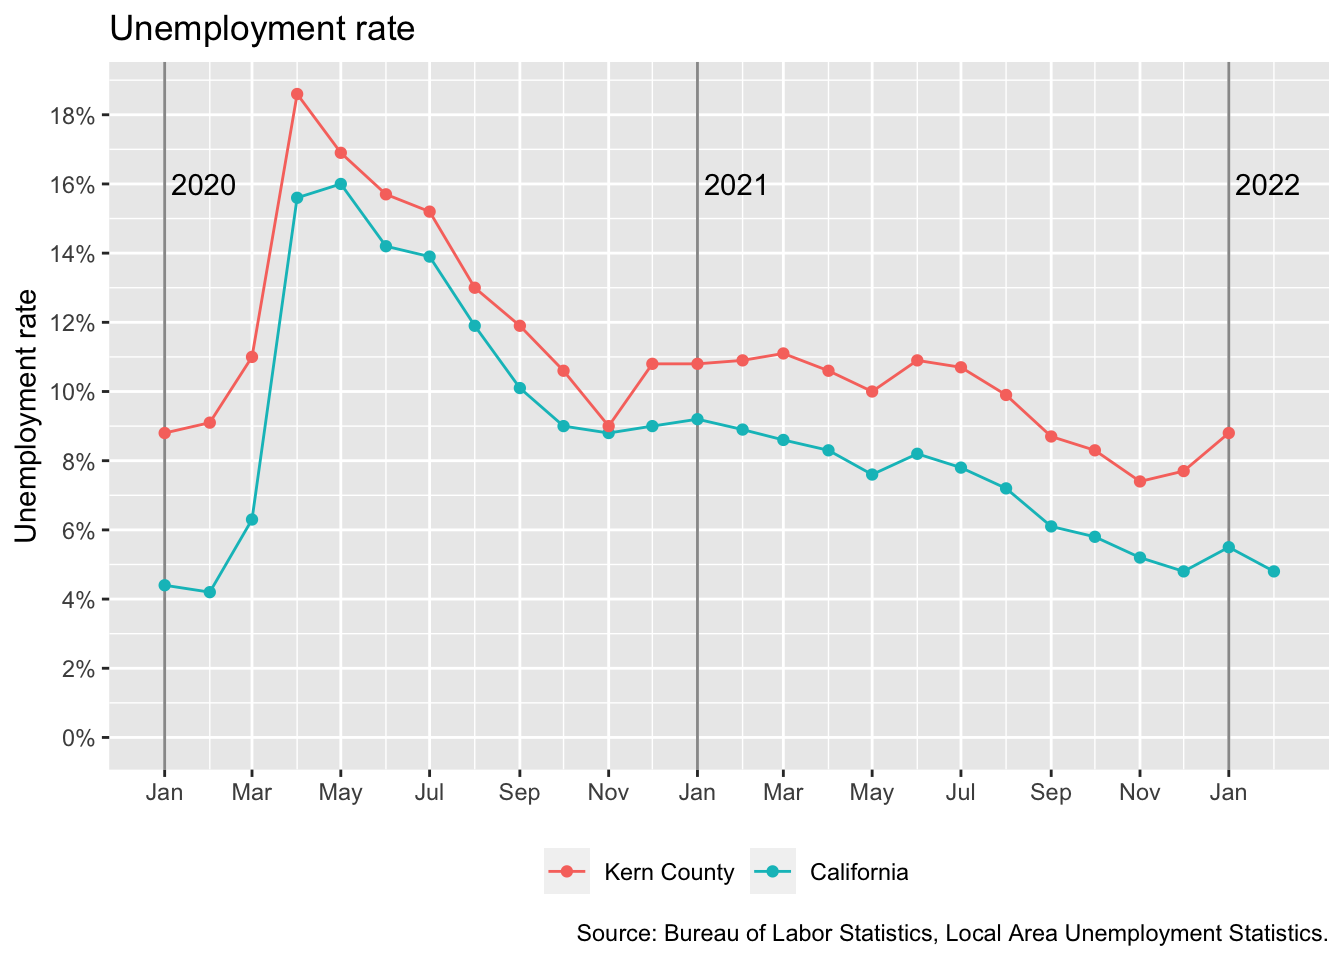 Unemployment rate
18%
16%
14%
12%
10%
8%
6%
4%
2%
0%
Unemployment rate
2020 2021 2022
Jan Mar May Jul Sep Nov Jan Mar May Jul Sep Nov Jan
Kern County California
Source: Bureau of Labor Statistics, Local Area Unemployment Statistics.